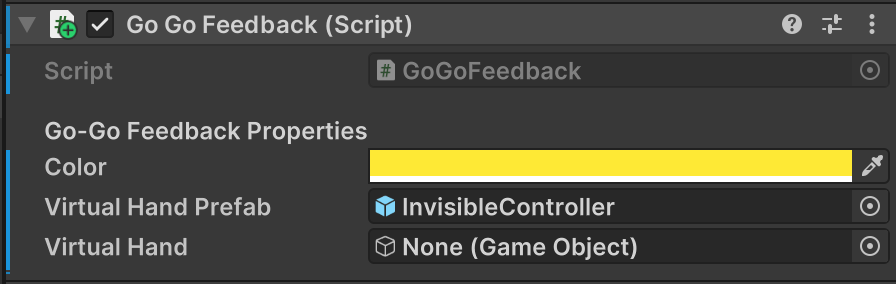 Go Go Feedback (Script)
Script # GoGoFeedback
Go-Go Feedback Properties
Color
Virtual Hand Prefab InvisibleController
Virtual Hand None (Game Object)